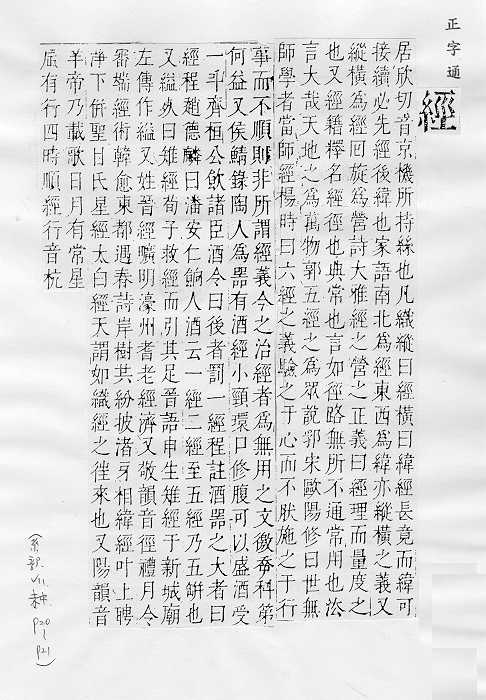 正字通
經
居欣切音京機所持絲也凡織縱曰經橫曰緯經長竟而緯可
接續必先經後緯也家語南北爲經東西爲緯亦縱橫之義又
縱橫爲經回旋爲營詩大雅經之營之正義曰經理而量度之
也又經籍釋名經徑也典常也言如徑路無所不通常用也法
言大哉天地之爲萬物郭五經之爲眾說郛宋歐陽修曰世無
師學者當師經楊時曰六經之義驗之于心而不肰施之于行
事而不順則非所謂經義今之治經者爲無用之文徼夲科第
何益又侯鯖錄陶人爲器有酒經小頸環口修腹可以盛酒受
一斗齊桓公飲諸臣酒令曰後者罰一經程註酒器之大者曰
經程趙德麟曰潘安仁餉人酒云一經二經至五經乃五缾也
又縊死曰雉經荀子救經而引其足晉語申生雉經于新城廟
左傳作縊又姓晉經曠明濠州耆老經濟又敬韻音徑禮月令
審端經術韓愈東都遇春詩岸樹共紛披渚牙相緯經叶上聘
淨下併聖甘氏星經太白經天謂如織經之徃來也又陽韻音
羊帝乃載歌日月有常星
辰有行四時順經行音杭
(糸部
V11.
p20
p21)